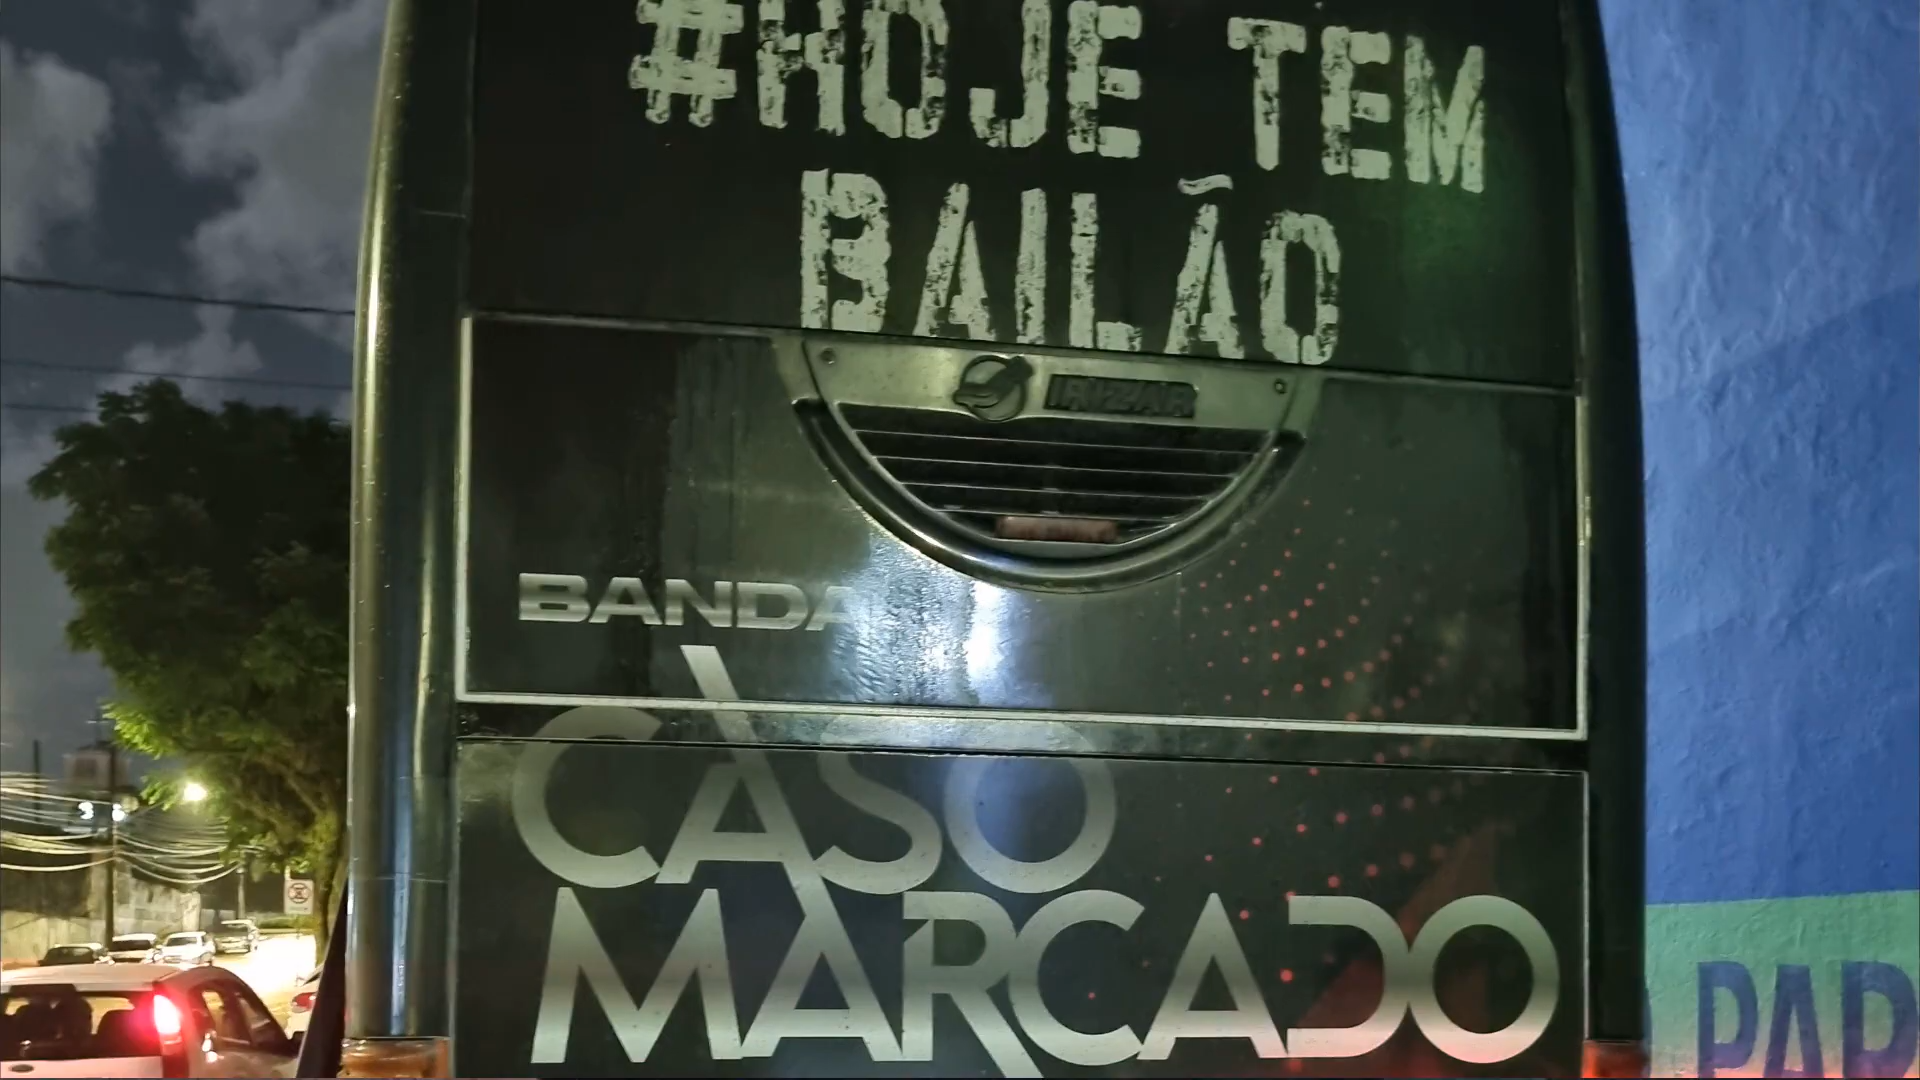 #HOJE TEM
BAILÃO
IRIZAR
BANDA
CASO
MARCADO
PAR